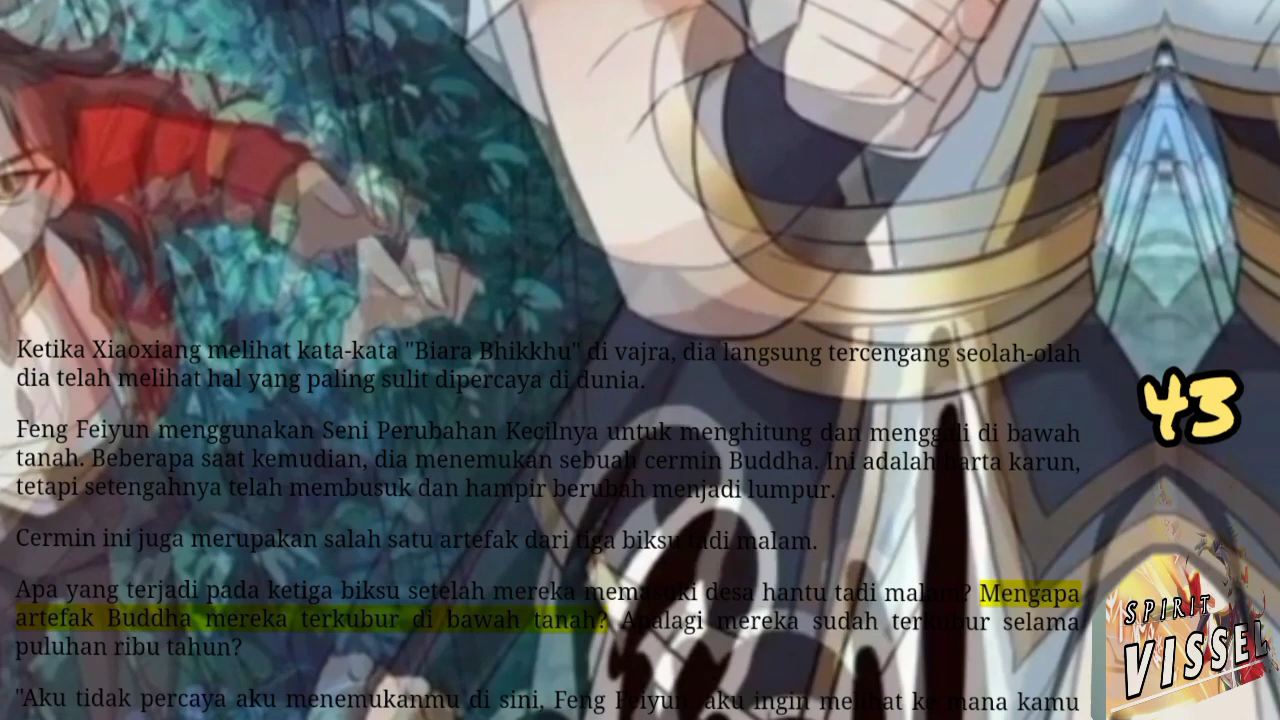 Ketika Xiaoxiang melihat kata-kata "Biara Bhikkhu" di vajra, dia langsung tercengang seolah-olah
dia telah melihat hal yang paling sulit dipercaya di dunia.
Feng Feiyun menggunakan Seni Perubahan Kecilnya untuk menghitung dan menggali di bawah
tanah. Beberapa saat kemudian, dia menemukan sebuah cermin Buddha. Ini adalah harta karun,
tetapi setengahnya telah membusuk dan hampir berubah menjadi lumpur.
Cermin ini juga merupakan salah satu artefak dari tiga biksu tadi malam.
Apa yang terjadi pada ketiga biksu setelah mereka memasuki desa hantu tadi malam? Mengapa
artefak Buddha mereka terkubur di bawah tanah? Apalagi mereka sudah terkubur selama
puluhan ribu tahun?
"Aku tidak percaya aku menemukanmu di sini, Feng Feiyun, aku ingin melihat ke mana kamu
43
SPIRIT
VISSEL